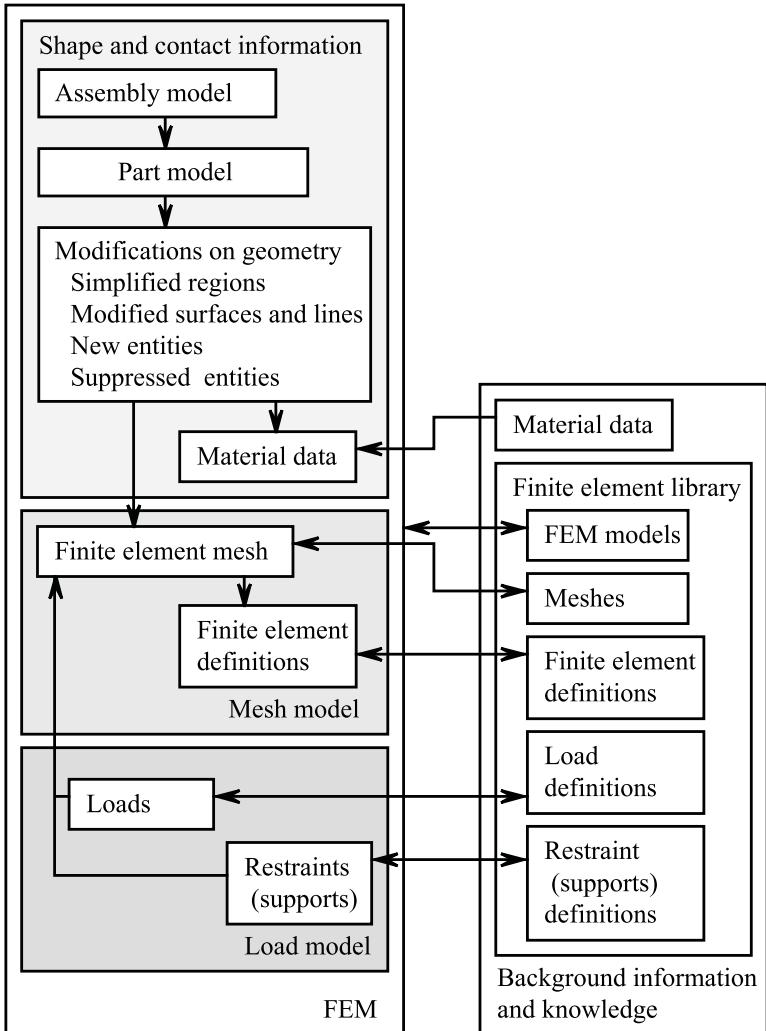 Shape and contact information
Assembly model
Part model
Modifications on geometry
Simplified regions
Modified surfaces and lines
New entities
Suppressed entities
Material data
Finite element mesh
Finite element
definitions
Mesh model
Loads
Restraints
(supports)
Load model
FEM
Material data
Finite element library
FEM models
Meshes
Finite element
definitions
Load
definitions
Restraint
(supports)
definitions
Background information
and knowledge